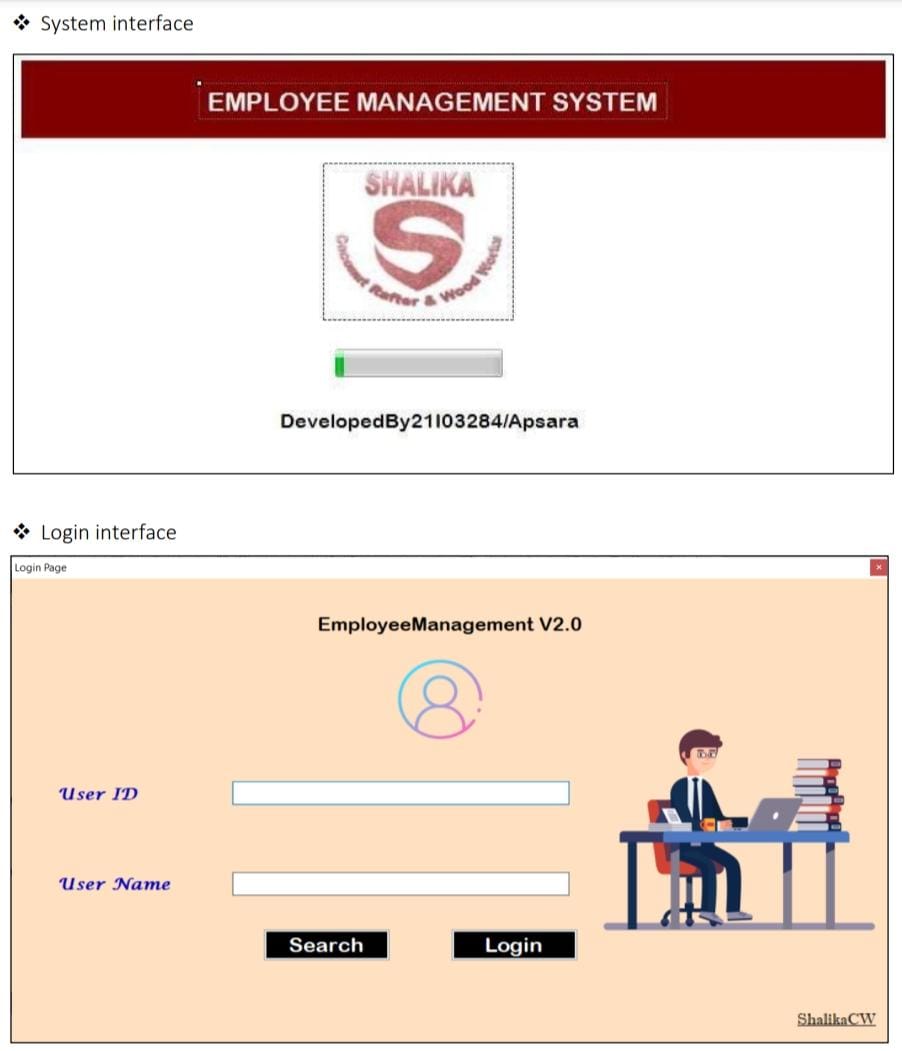 ❖ System interface
EMPLOYEE MANAGEMENT SYSTEM
SHALIKA
S
Coconut Rafter & Wood Works
DevelopedBy21I03284/Apsara
❖ Login interface
Login Page
EmployeeManagement V2.0
User ID
User Name
Search
Login
ShalikaCW